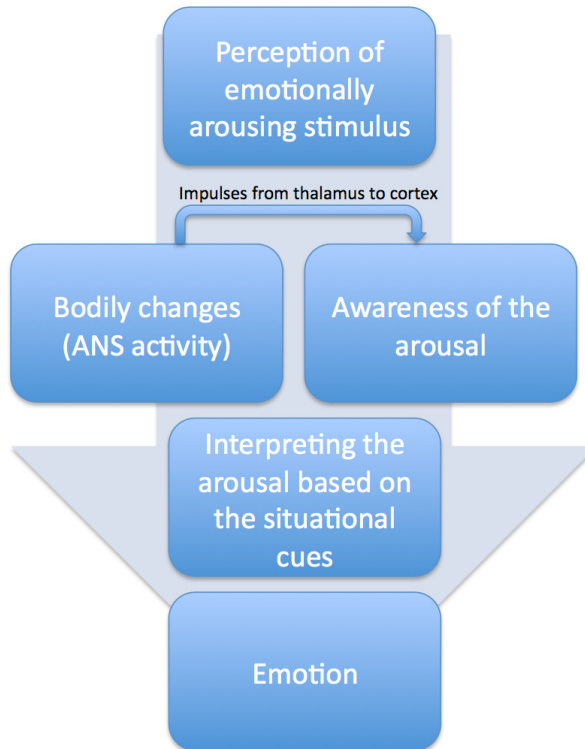 Perception of
emotionally
arousing stimulus
Impulses from thalamus to cortex
Bodily changes
(ANS activity)
Awareness of the
arousal
Interpreting the
arousal based on
the situational
cues
Emotion